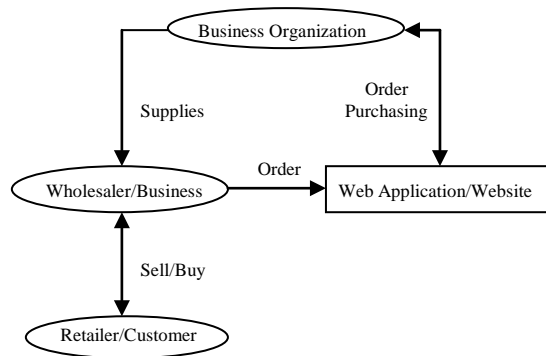 Business Organization
Order
Purchasing
Supplies
Order
Wholesaler/Business
Web Application/Website
Sell/Buy
Retailer/Customer